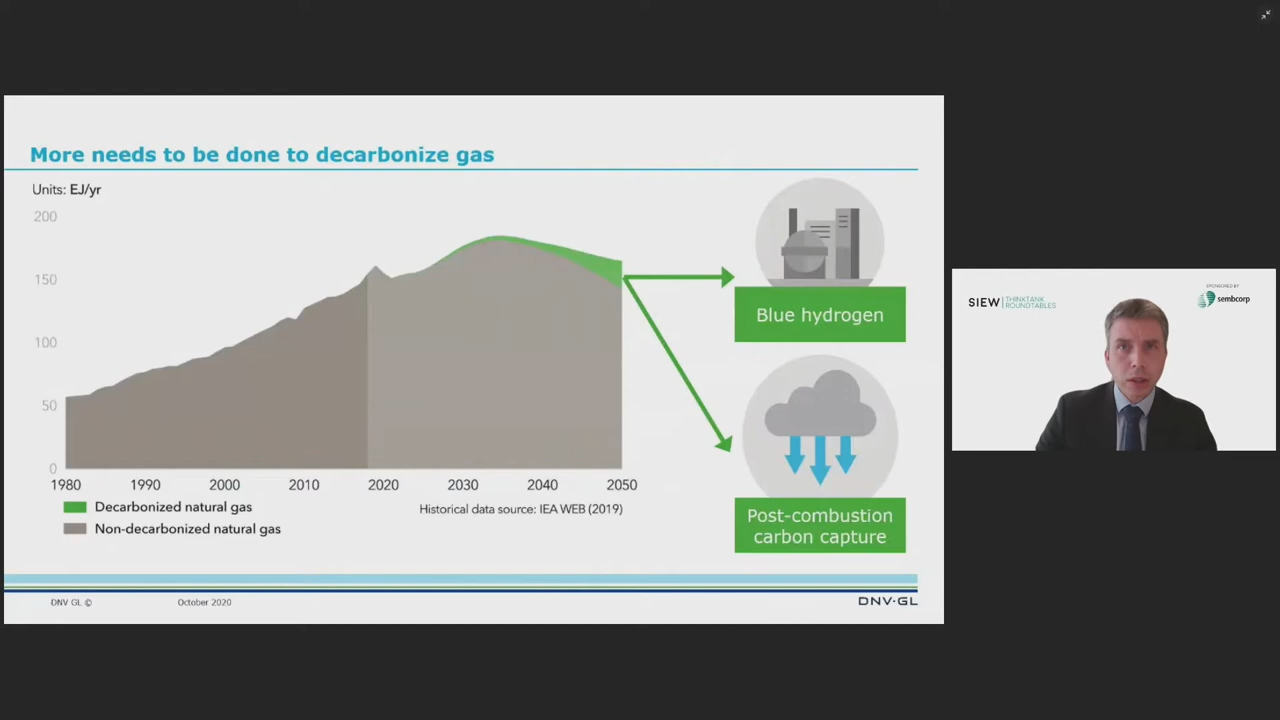 More needs to be done to decarbonize gas
Units: EJ/yr
200
150
100
50
0
1980 1990 2000 2010 2020 2030 2040 2050
Decarbonized natural gas
Non-decarbonized natural gas
Historical data source: IEA WEB (2019)
Blue hydrogen
Post-combustion
carbon capture
DNV GL © October 2020
DNV·GL
SIEW THINKTANK
ROUNDTABLES
SPONSORED BY
sembcorp